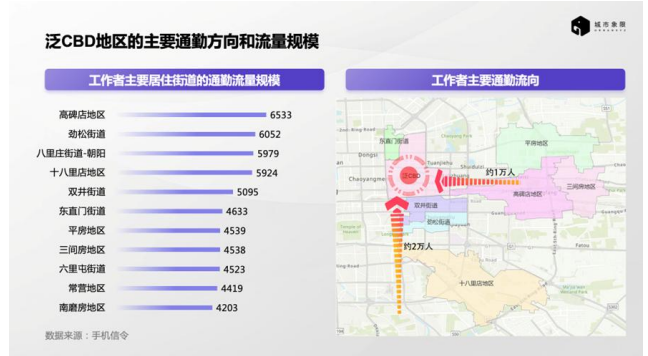 城市象限
URBANXYZ
泛CBD地区的主要通勤方向和流量规模
工作者主要居住街道的通勤流量规模
工作者主要通勤流向
高碑店地区 6533
劲松街道 6052
八里庄街道-朝阳 5979
十八里店地区 5924
双井街道 5095
东直门街道 4633
平房地区 4539
三间房地区 4538
六里屯街道 4523
常营地区 4419
南磨房地区 4203
东直门街道
平房地区
Dongsi
Tuanjiehu
泛CBD
约1万人
Chaoyangme
高碑店地区
三间房地区
双井街道
劲松街道
约2万人
十八里店地区
数据来源：手机信令